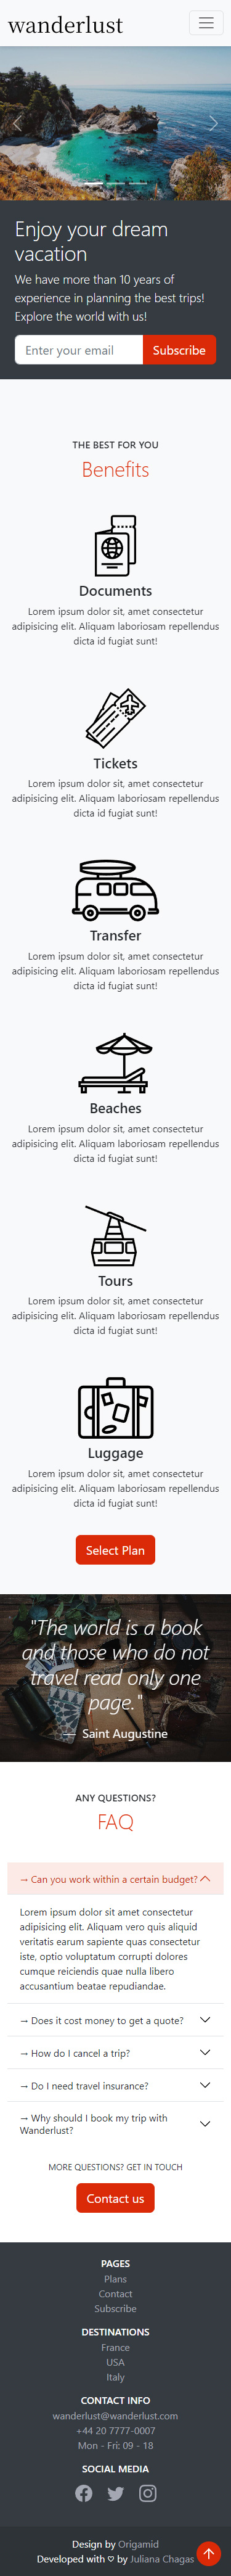 wanderlust
Enjoy your dream
vacation
We have more than 10 years of
experience in planning the best trips!
Explore the world with us!
Enter your email
Subscribe
THE BEST FOR YOU
Benefits
Documents
Lorem ipsum dolor sit, amet consectetur
adipisicing elit. Aliquam laboriosam repellendus
dicta id fugiat sunt!
Tickets
Lorem ipsum dolor sit, amet consectetur
adipisicing elit. Aliquam laboriosam repellendus
dicta id fugiat sunt!
Transfer
Lorem ipsum dolor sit, amet consectetur
adipisicing elit. Aliquam laboriosam repellendus
dicta id fugiat sunt!
Beaches
Lorem ipsum dolor sit, amet consectetur
adipisicing elit. Aliquam laboriosam repellendus
dicta id fugiat sunt!
Tours
Lorem ipsum dolor sit, amet consectetur
adipisicing elit. Aliquam laboriosam repellendus
dicta id fugiat sunt!
Luggage
Lorem ipsum dolor sit, amet consectetur
adipisicing elit. Aliquam laboriosam repellendus
dicta id fugiat sunt!
Select Plan
"The world is a book
and those who do not
travel read only one
page."
— Saint Augustine
ANY QUESTIONS?
FAQ
→ Can you work within a certain budget?
Lorem ipsum dolor sit amet consectetur
adipisicing elit. Aliquam vero quis aliquid
veritatis earum sapiente quas consectetur
iste, optio voluptatum corrupti dolores
cumque reiciendis quae nulla libero
accusantium beatae repudiandae.
→ Does it cost money to get a quote?
→ How do I cancel a trip?
→ Do I need travel insurance?
→ Why should I book my trip with
Wanderlust?
MORE QUESTIONS? GET IN TOUCH
Contact us
PAGES
Plans
Contact
Subscribe
DESTINATIONS
France
USA
Italy
CONTACT INFO
wanderlust@wanderlust.com
+44 20 7777-0007
Mon - Fri: 09 - 18
SOCIAL MEDIA
Design by Origamid
Developed with ♡ by Juliana Chagas